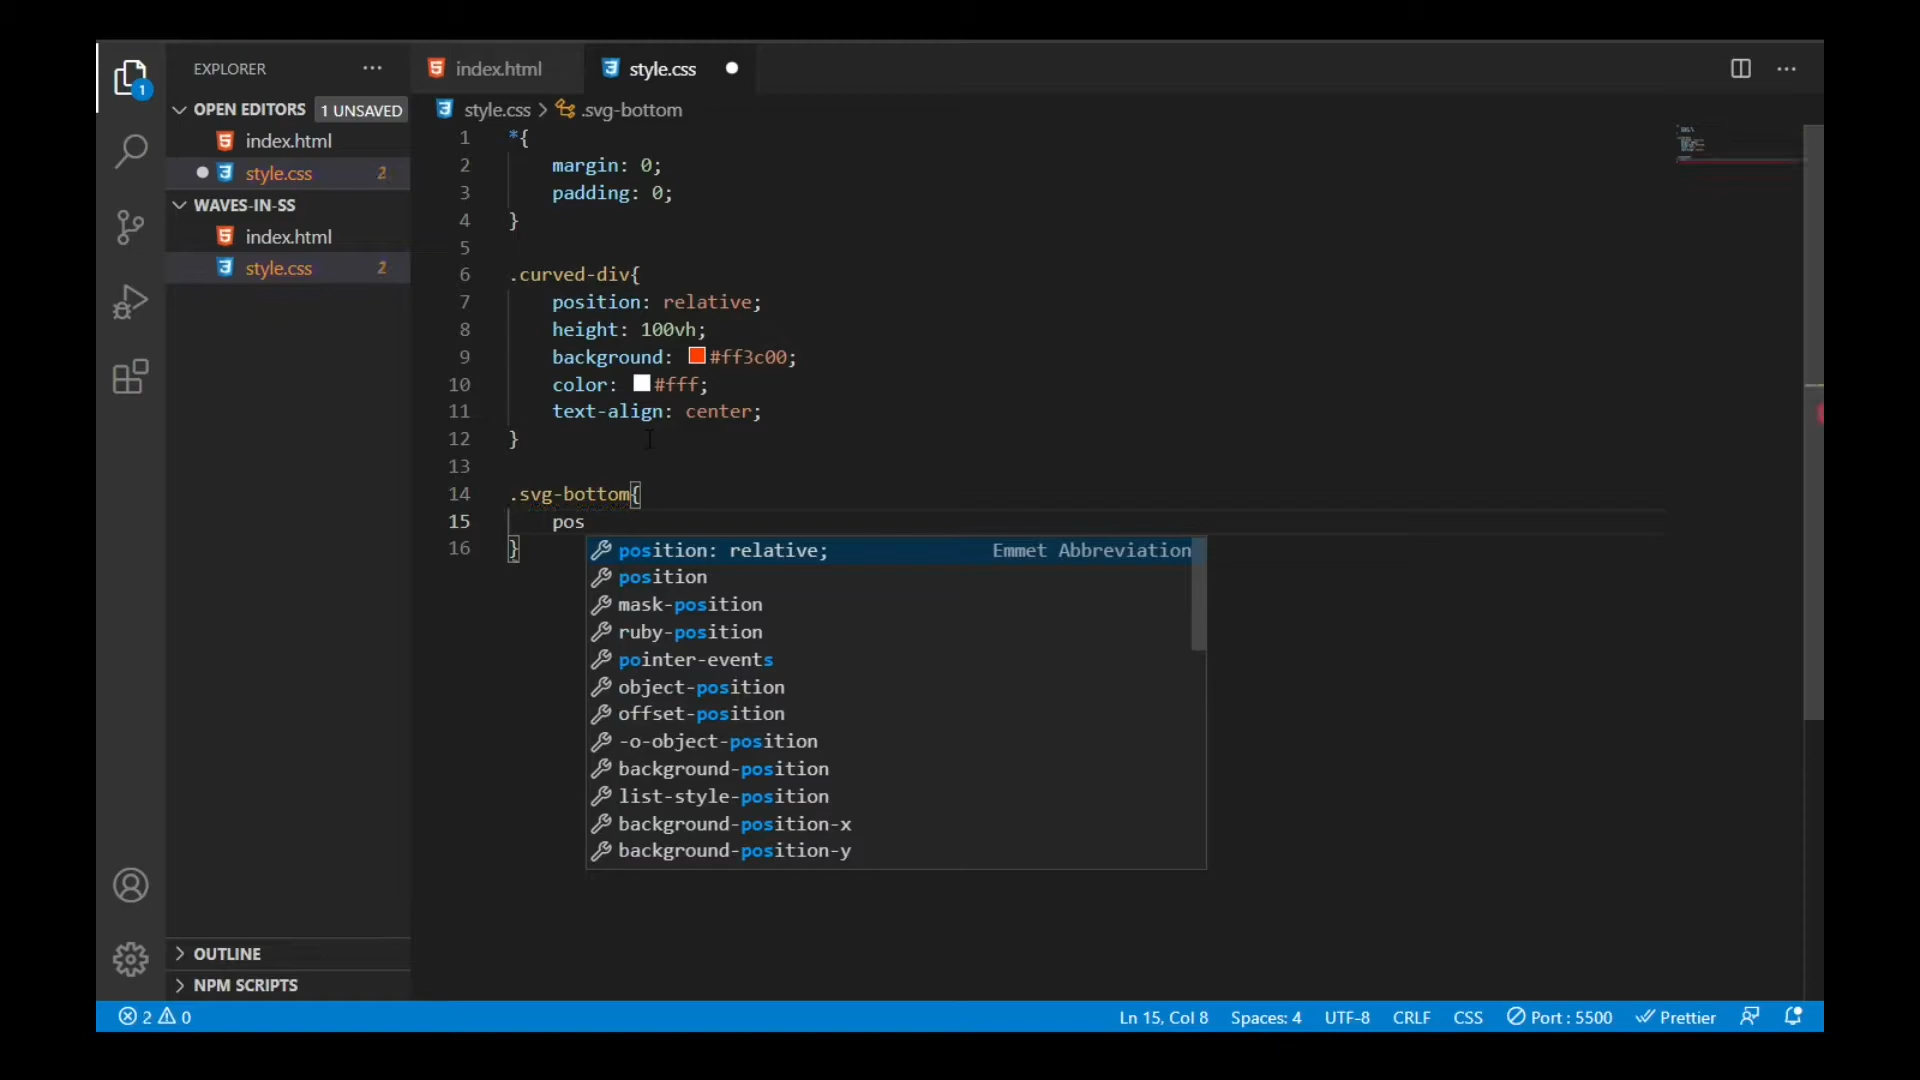 EXPLORER
OPEN EDITORS 1 UNSAVED
index.html
style.css 2
WAVES-IN-SS
index.html
style.css 2
OUTLINE
NPM SCRIPTS
index.html style.css
style.css > .svg-bottom
1 *{
2 margin: 0;
3 padding: 0;
4 }
5
6 .curved-div{
7 position: relative;
8 height: 100vh;
9 background: #ff3c00;
10 color: #fff;
11 text-align: center;
12 }
13
14 .svg-bottom{
15 pos
16 }
position: relative; Emmet Abbreviation
position
mask-position
ruby-position
pointer-events
object-position
offset-position
-o-object-position
background-position
list-style-position
background-position-x
background-position-y
1
2 0 Ln 15, Col 8 Spaces: 4 UTF-8 CRLF CSS Port : 5500 Prettier